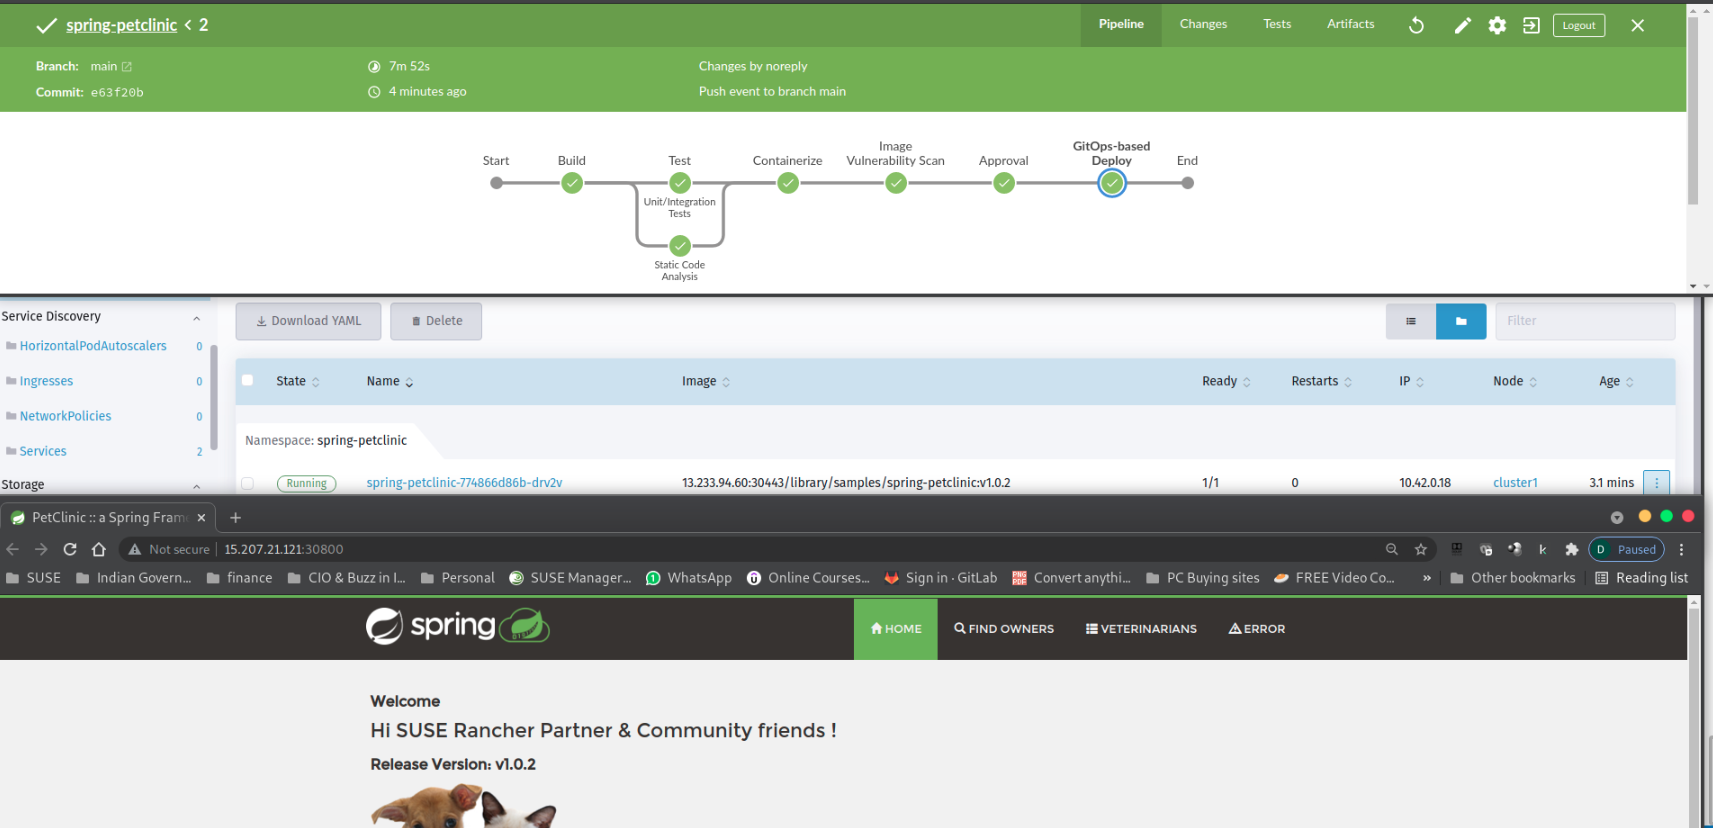 spring-petclinic < 2
Pipeline Changes Tests Artifacts Logout
Branch: main 7m 52s Changes by noreply
Commit: e63f20b 4 minutes ago Push event to branch main
Start Build Test Containerize Image Vulnerability Scan Approval GitOps-based Deploy End
Unit/Integration
Tests
Static Code
Analysis
Service Discovery
Download YAML Delete Filter
HorizontalPodAutoscalers 0
Ingresses 0
NetworkPolicies 0
Services 2
Storage
State Name Image Ready Restarts IP Node Age
Namespace: spring-petclinic
Running spring-petclinic-774866d86b-drv2v 13.233.94.60:30443/library/samples/spring-petclinic:v1.0.2 1/1 0 10.42.0.18 cluster1 3.1 mins
PetClinic :: a Spring Fram
Not secure 15.207.21.121:30800 D Paused
SUSE Indian Govern... finance CIO & Buzz in I... Personal SUSE Manager... WhatsApp Online Courses... Sign in · GitLab Convert anythi... PC Buying sites FREE Video Co... » Other bookmarks Reading list
spring HOME FIND OWNERS VETERINARIANS ERROR
Welcome
Hi SUSE Rancher Partner & Community friends !
Release Version: v1.0.2